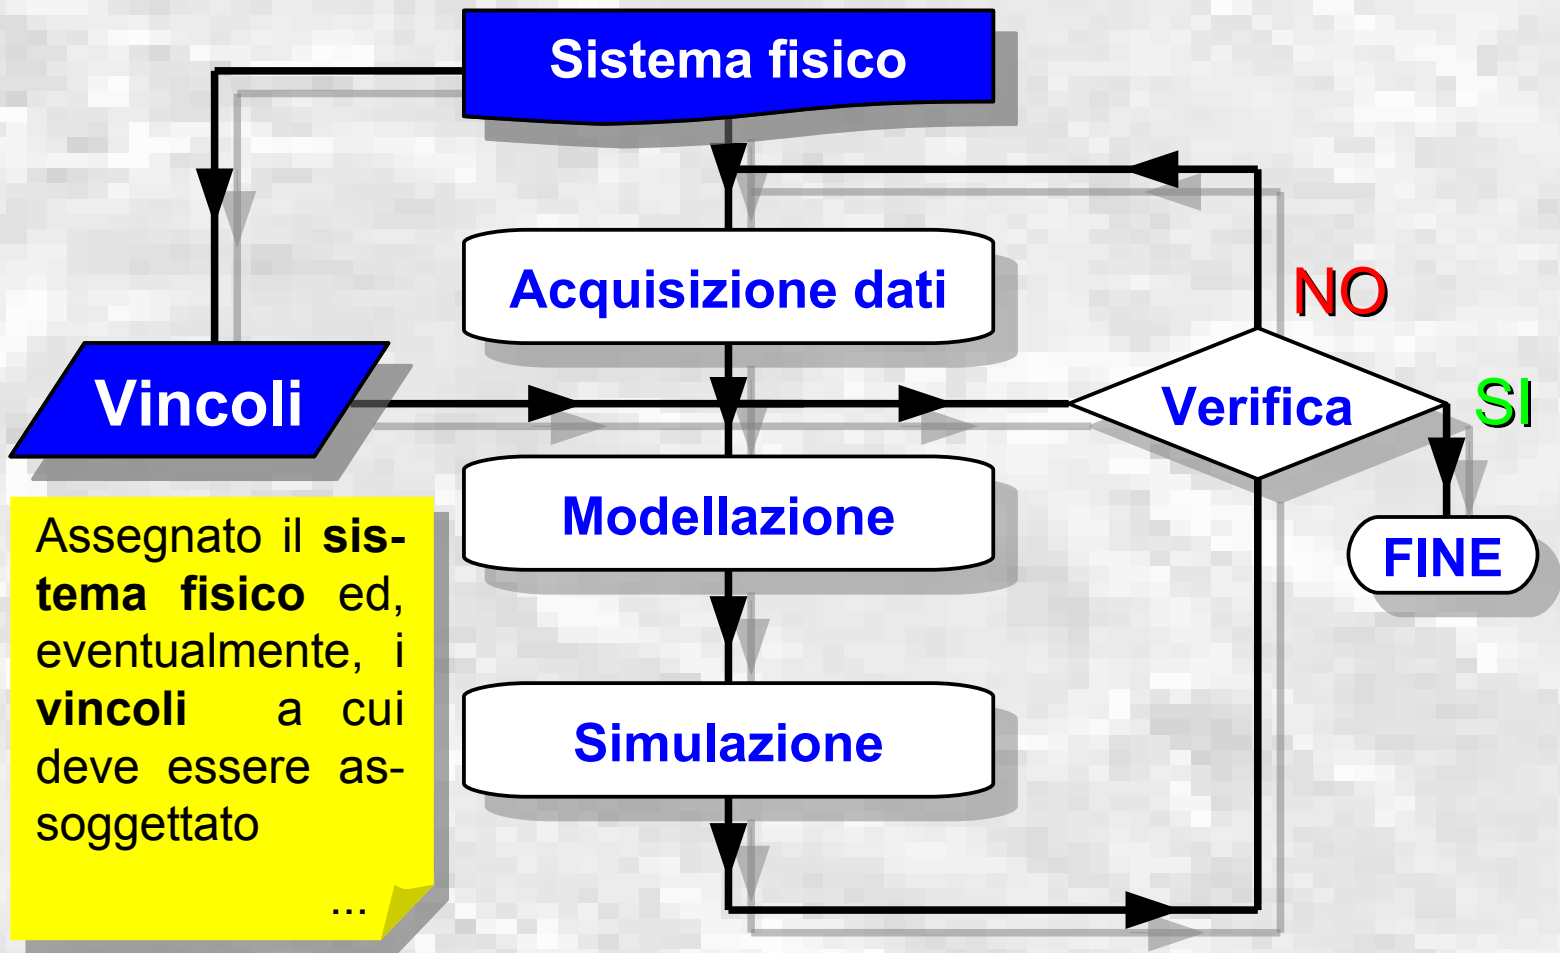 Sistema fisico
Acquisizione dati
NO
Vincoli
Verifica
SI
Modellazione
FINE
Simulazione
Assegnato il sis-
tema fisico ed,
eventualmente, i
vincoli a cui
deve essere as-
soggettato
...